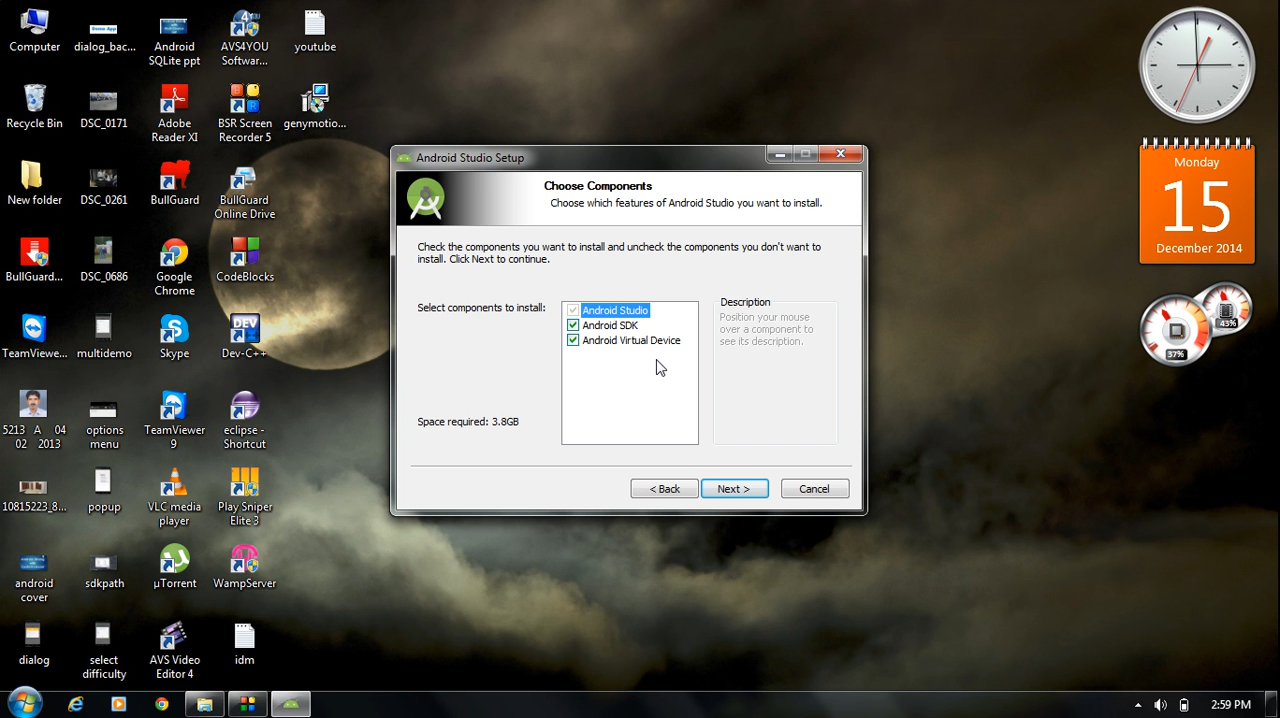 Computer
dialog_bac...
Android
SQLite ppt
AVS4YOU
Softwar...
youtube
Recycle Bin
DSC_0171
Adobe
Reader XI
BSR Screen
Recorder 5
genymotio...
New folder
DSC_0261
BullGuard
BullGuard
Online Drive
BullGuard...
DSC_0686
Google
Chrome
CodeBlocks
TeamViewe...
multidemo
Skype
DEV
Dev-C++
5213 A 04
02 2013
options
menu
TeamViewer
9
eclipse -
Shortcut
10815223_8...
popup
VLC media
player
Play Sniper
Elite 3
android
cover
sdkpath
µTorrent
WampServer
dialog
select
difficulty
AVS Video
Editor 4
idm
Android Studio Setup
Choose Components
Choose which features of Android Studio you want to install.
Check the components you want to install and uncheck the components you don't want to
install. Click Next to continue.
Select components to install:
Android Studio
Android SDK
Android Virtual Device
Description
Position your mouse
over a component to
see its description.
Space required: 3.8GB
< Back
Next >
Cancel
Monday
15
December 2014
43%
37%
2:59 PM